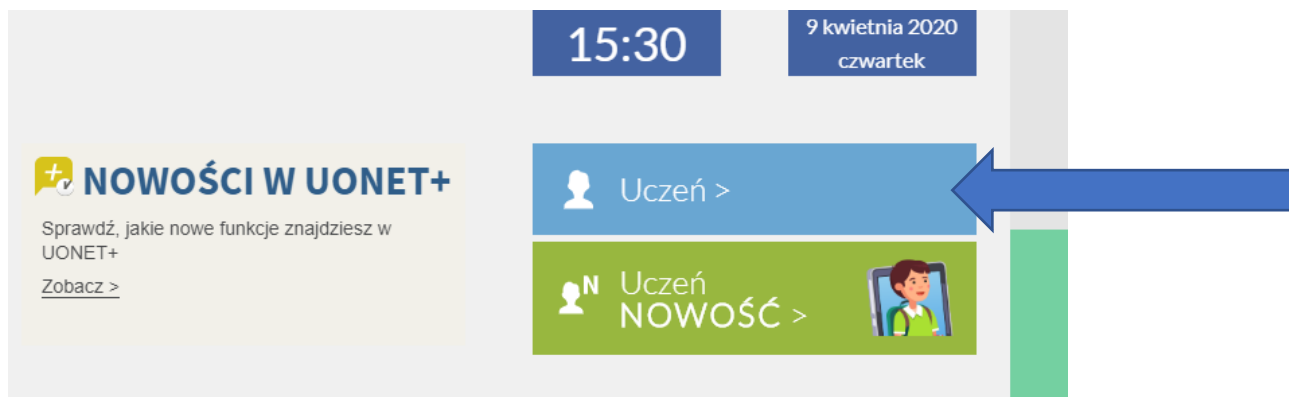 15:30
9 kwietnia 2020
czwartek
NOWOŚCI W UONET+
Sprawdź, jakie nowe funkcje znajdziesz w
UONET+
Zobacz >
Uczeń >
N Uczeń
NOWOŚĆ >